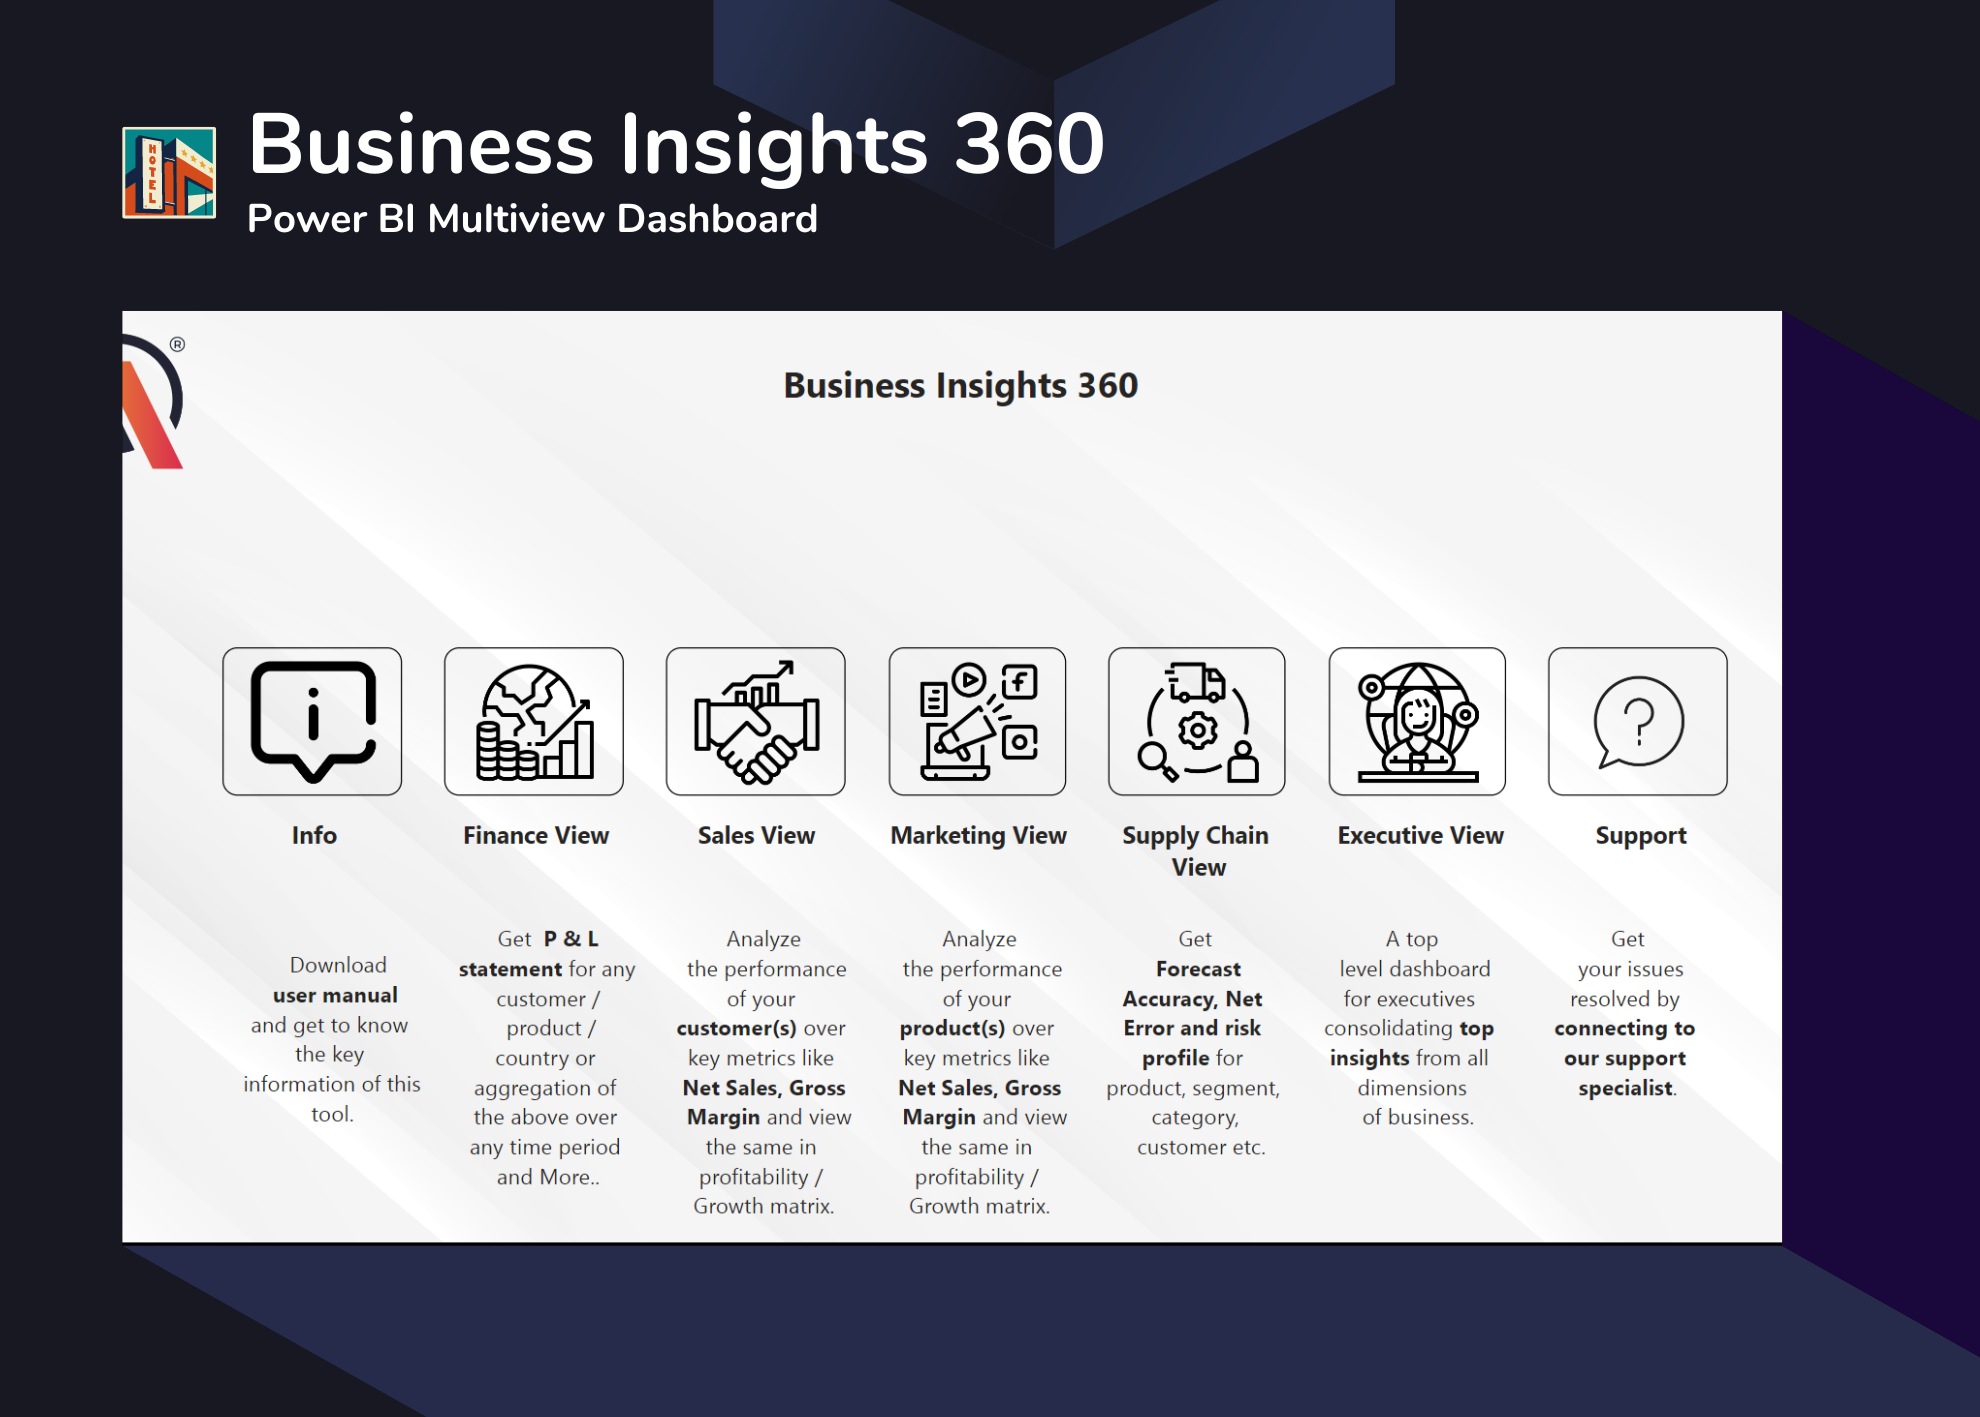 Business Insights 360
HOTEL
Power BI Multiview Dashboard
®
Business Insights 360
Info
Finance View
Sales View
Marketing View
Supply Chain
View
Executive View
Support
Download
user manual
and get to know
the key
information of this
tool.
Get P & L
statement for any
customer /
product /
country or
aggregation of
the above over
any time period
and More..
Analyze
the performance
of your
customer(s) over
key metrics like
Net Sales, Gross
Margin and view
the same in
profitability /
Growth matrix.
Analyze
the performance
of your
product(s) over
key metrics like
Net Sales, Gross
Margin and view
the same in
profitability /
Growth matrix.
Get
Forecast
Accuracy, Net
Error and risk
profile for
product, segment,
category,
customer etc.
A top
level dashboard
for executives
consolidating top
insights from all
dimensions
of business.
Get
your issues
resolved by
connecting to
our support
specialist.